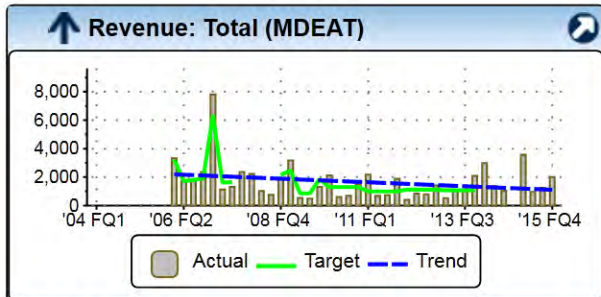 Revenue: Total (MDEAT)
8,000
6,000
4,000
2,000
0
'04 FQ1 '06 FQ2 '08 FQ4 '11 FQ1 '13 FQ3 '15 FQ4
Actual Target Trend